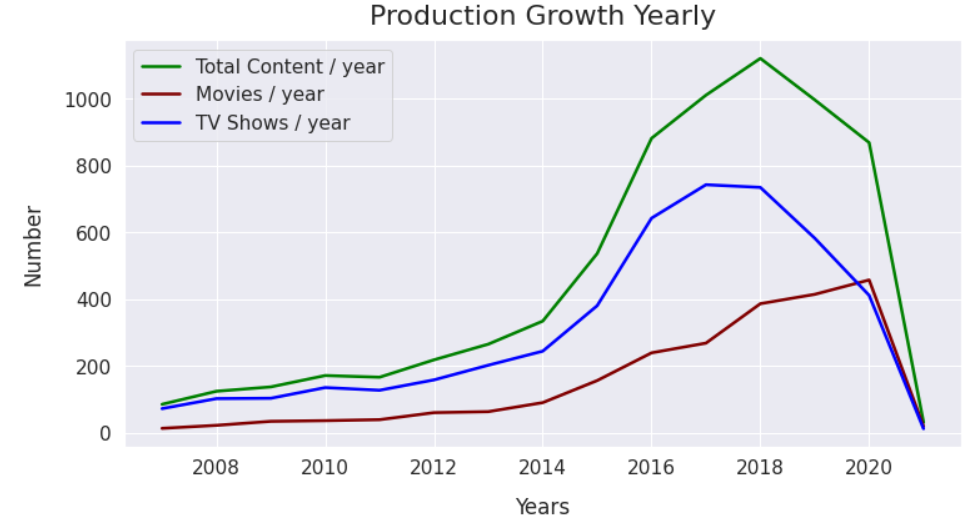 Production Growth Yearly
Total Content / year
Movies / year
TV Shows / year
1000
800
600
400
200
0
Number
2008 2010 2012 2014 2016 2018 2020
Years